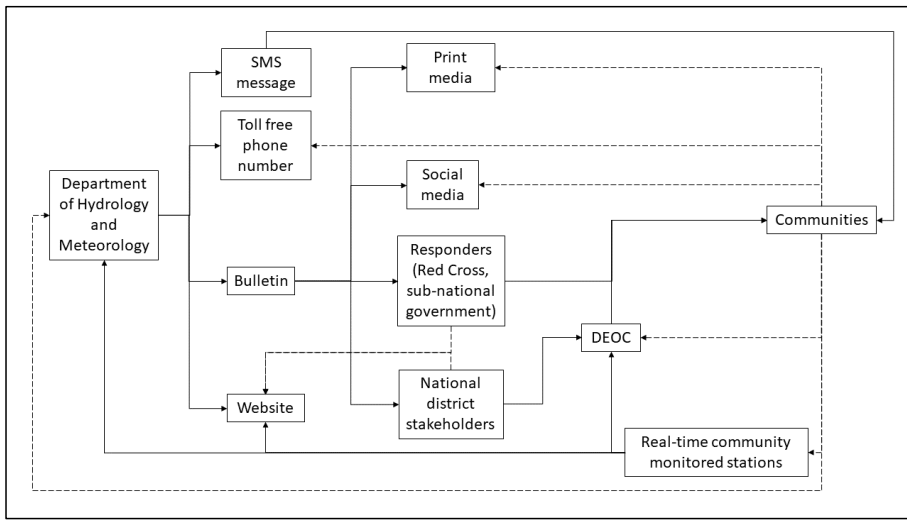 SMS
message
Print
media
Toll free
phone
number
Department
of Hydrology
and
Meteorology
Social
media
Communities
Bulletin
Responders
(Red Cross,
sub-national
government)
DEOC
Website
National
district
stakeholders
Real-time community
monitored stations